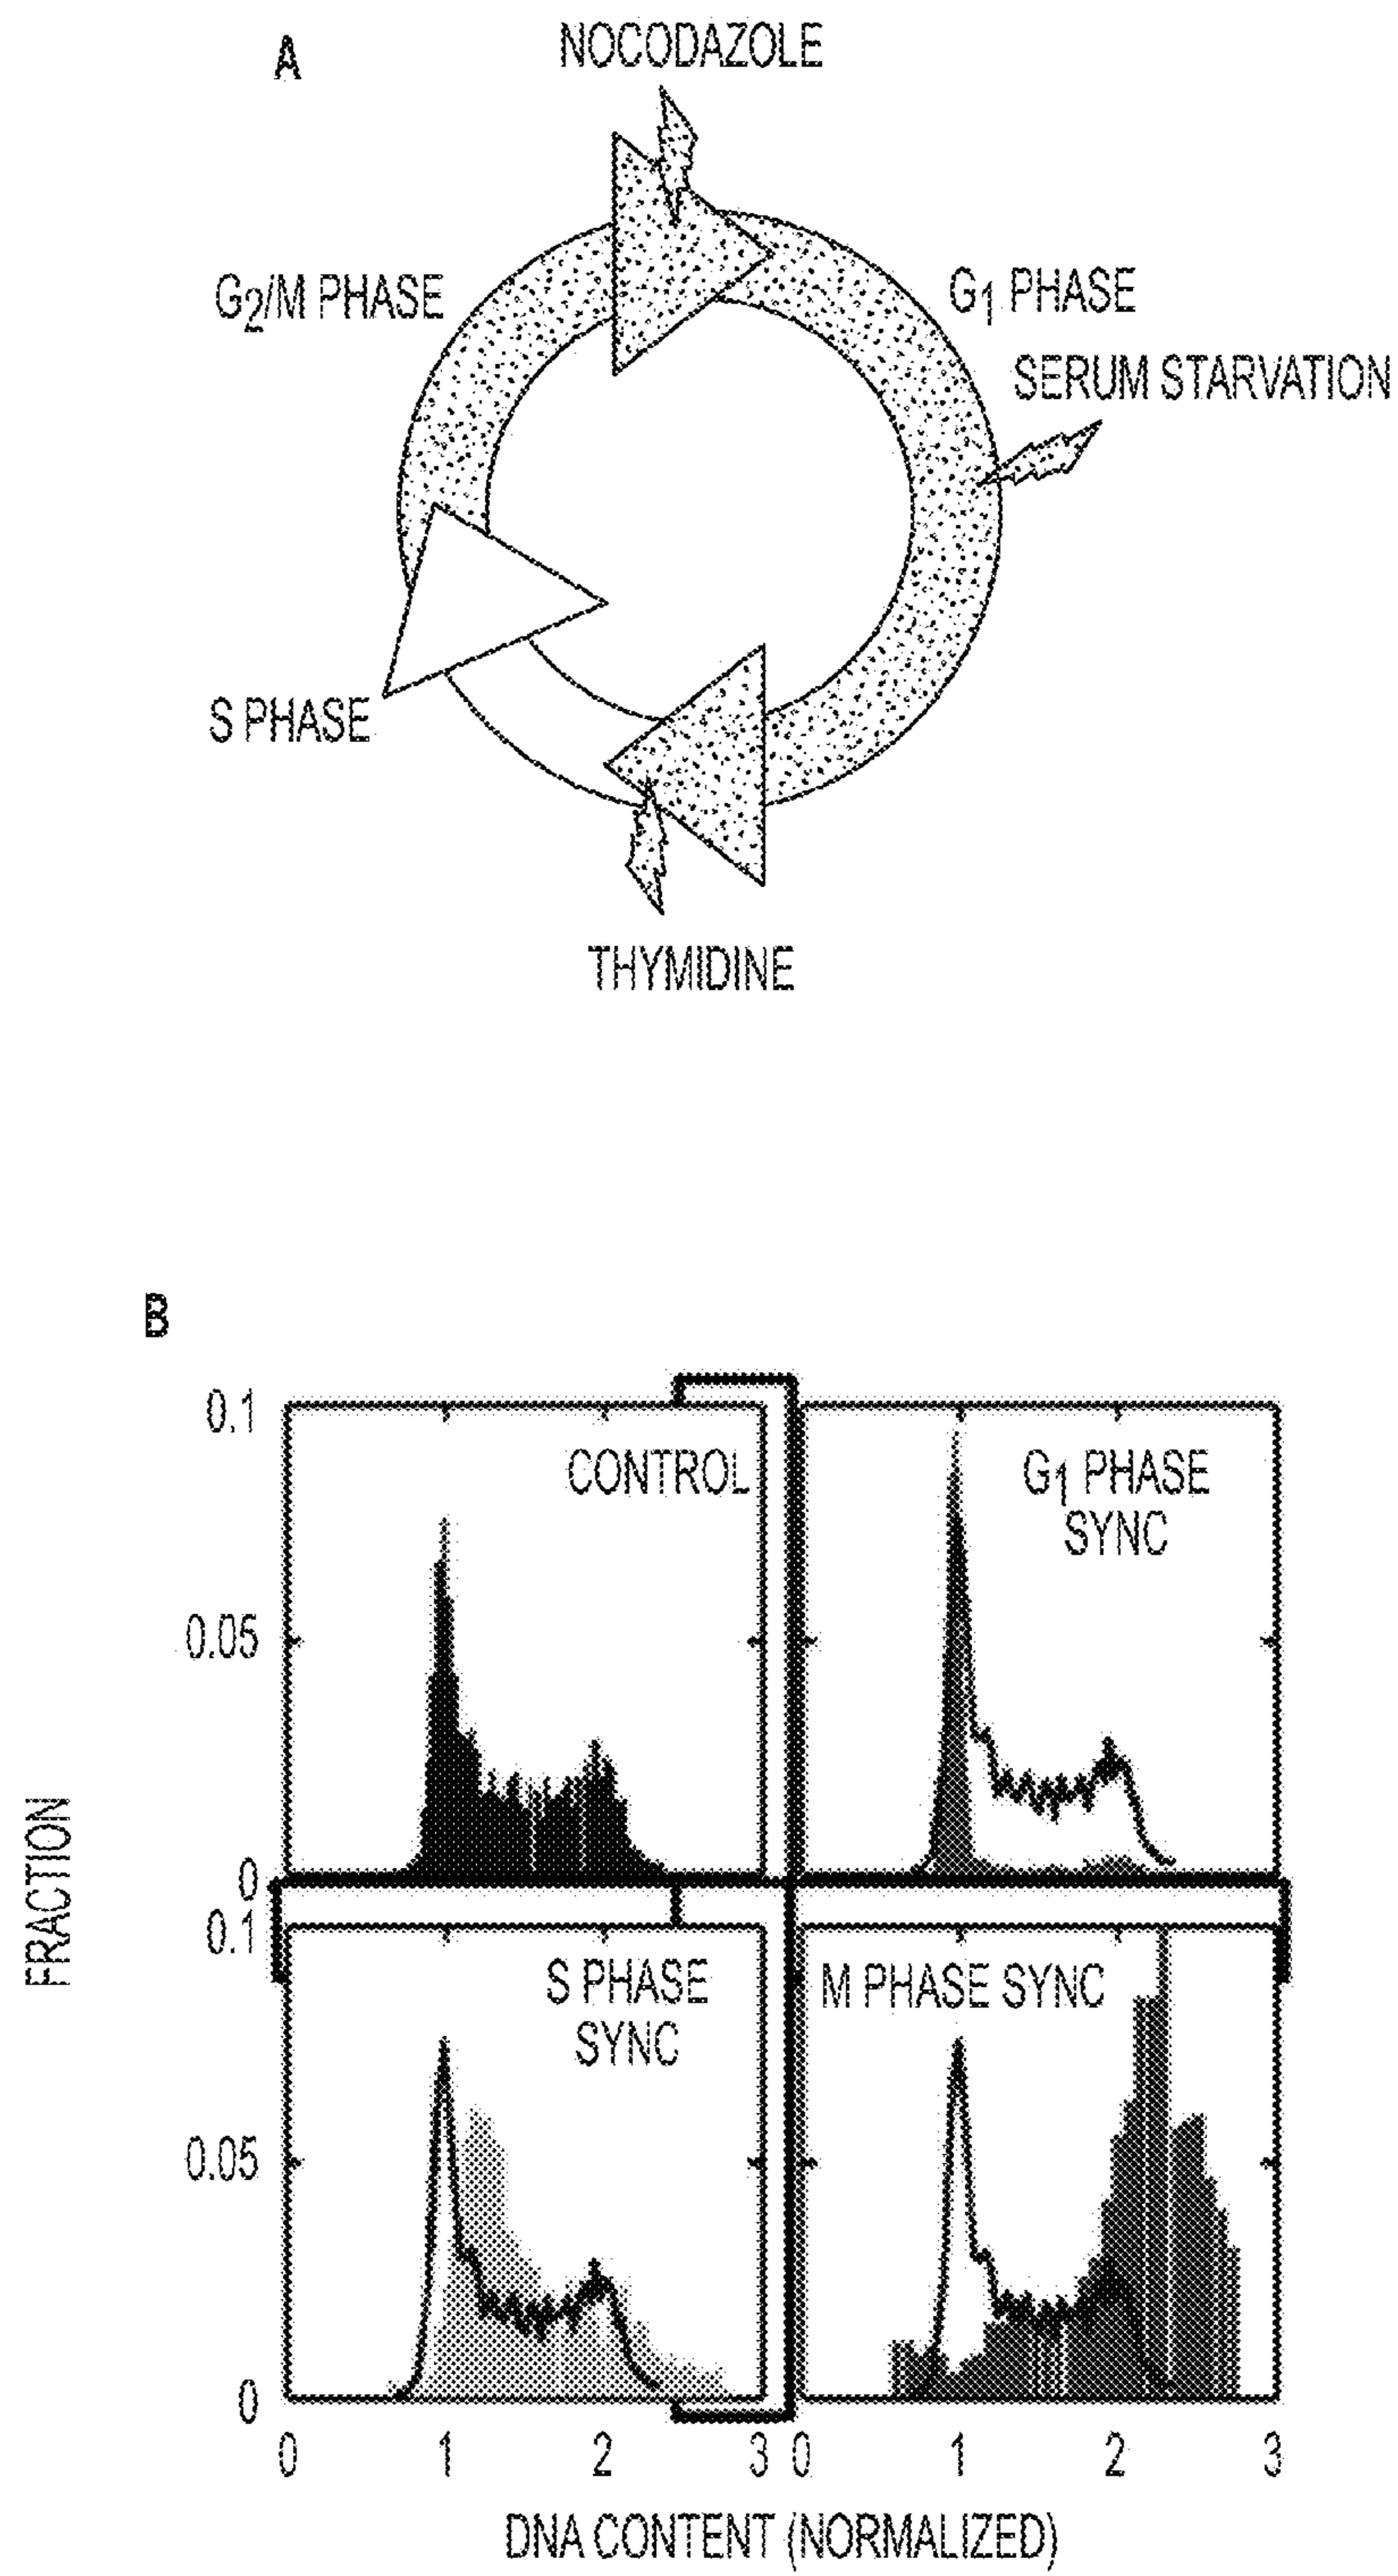 A
NOCODAZOLE
G2/M PHASE
G1 PHASE
SERUM STARVATION
S PHASE
THYMIDINE
B
0.1
CONTROL
G1 PHASE
SYNC
0.05
0
0.1
S PHASE
SYNC
M PHASE SYNC
0.05
0
FRACTION
0 1 2 3 0 1 2 3
DNA CONTENT (NORMALIZED)